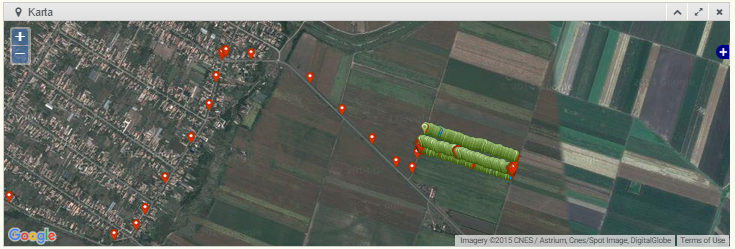 Karta
+
−
+
Google
Imagery ©2015 CNES / Astrium, Cnes/Spot Image, DigitalGlobe
Terms of Use